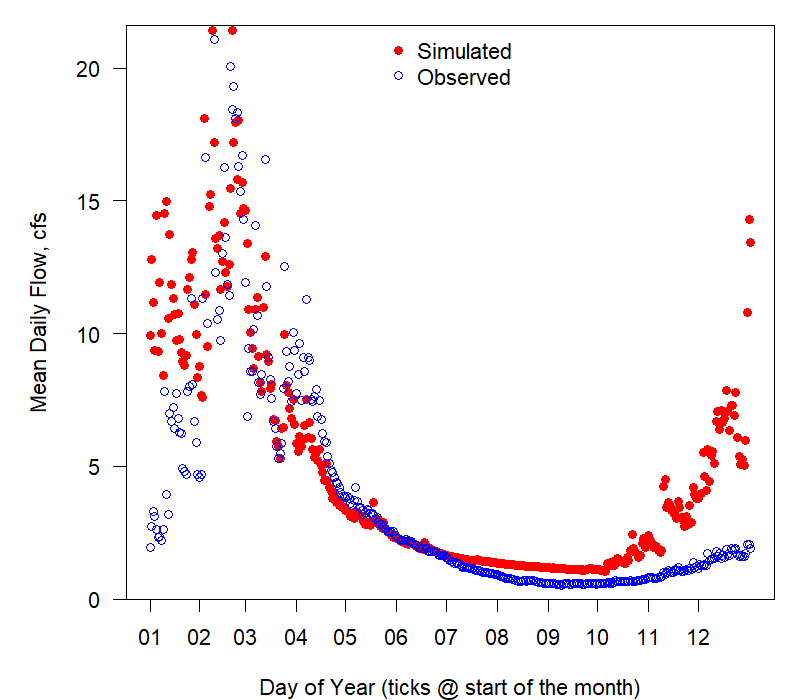 Simulated
Observed
20
15
10
5
0
Mean Daily Flow, cfs
01 02 03 04 05 06 07 08 09 10 11 12
Day of Year (ticks @ start of the month)